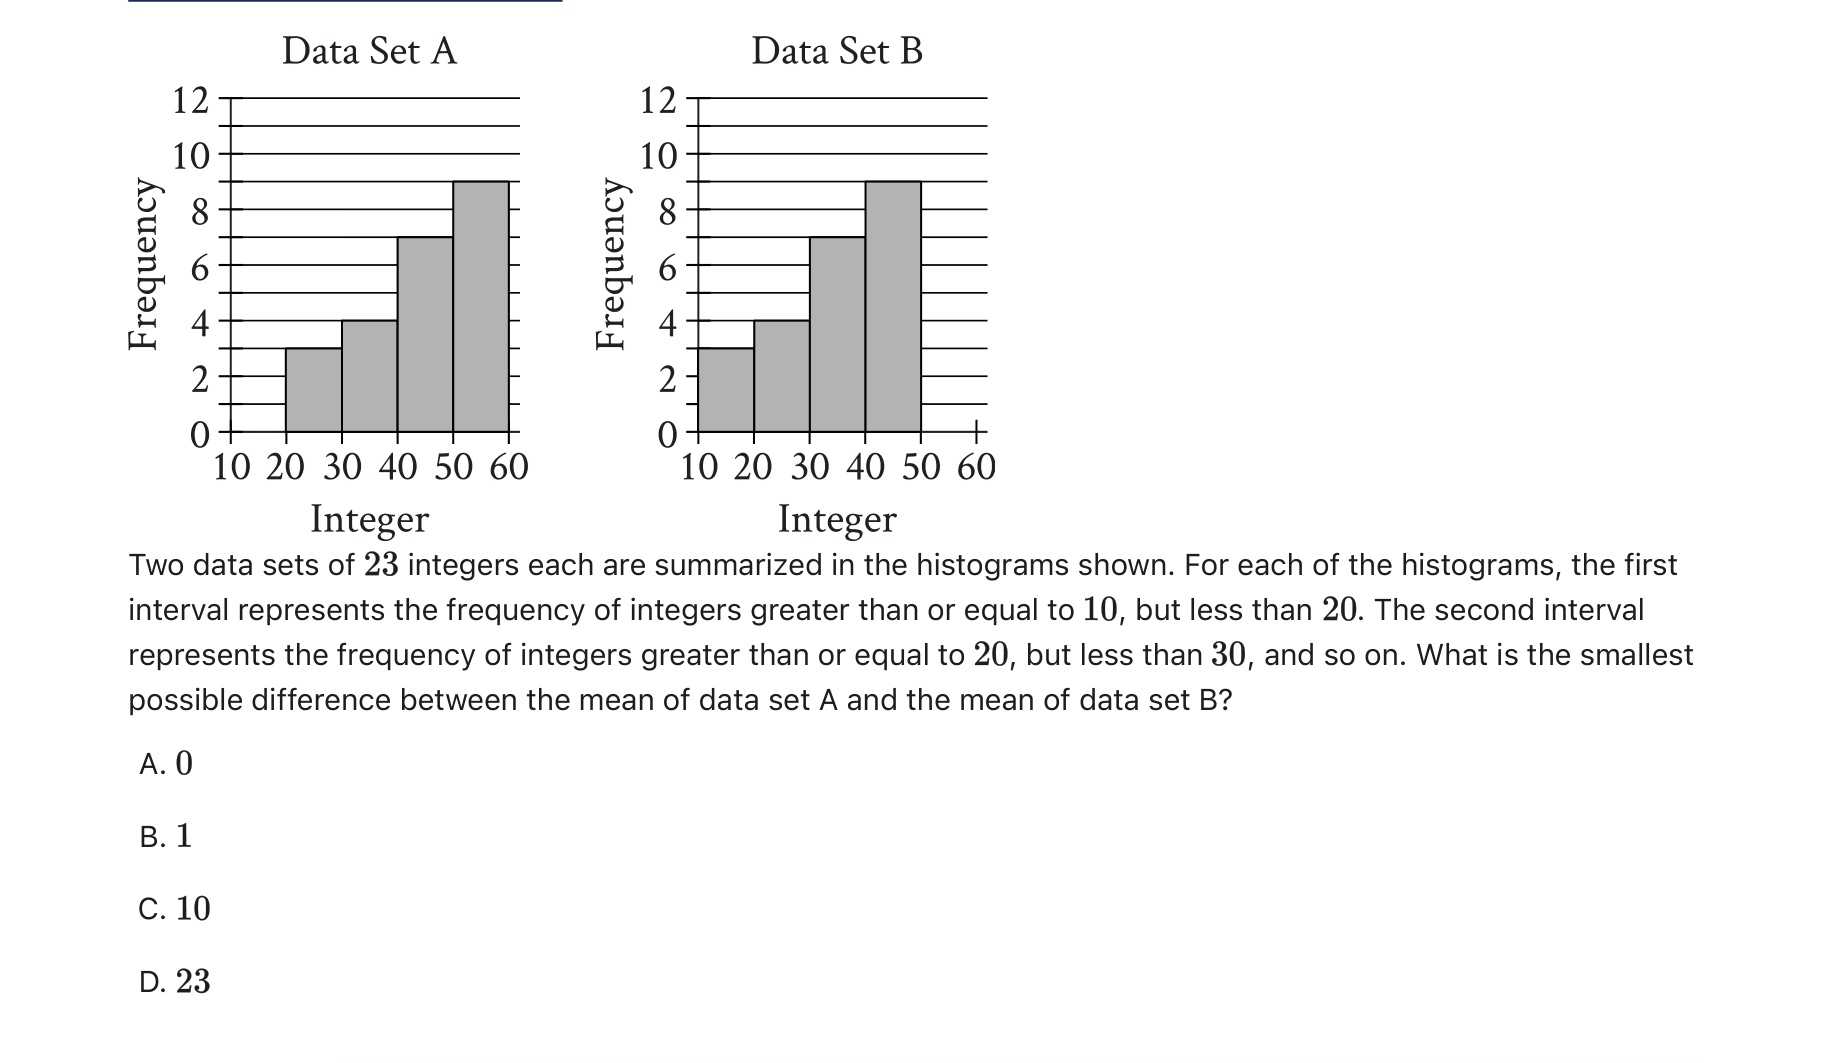 Data Set A
12
10
8
6
4
2
0
Frequency
10 20 30 40 50 60
Integer
Data Set B
12
10
8
6
4
2
0
Frequency
10 20 30 40 50 60
Integer
Two data sets of 23 integers each are summarized in the histograms shown. For each of the histograms, the first
interval represents the frequency of integers greater than or equal to 10, but less than 20. The second interval
represents the frequency of integers greater than or equal to 20, but less than 30, and so on. What is the smallest
possible difference between the mean of data set A and the mean of data set B?
A. 0
B. 1
C. 10
D. 23